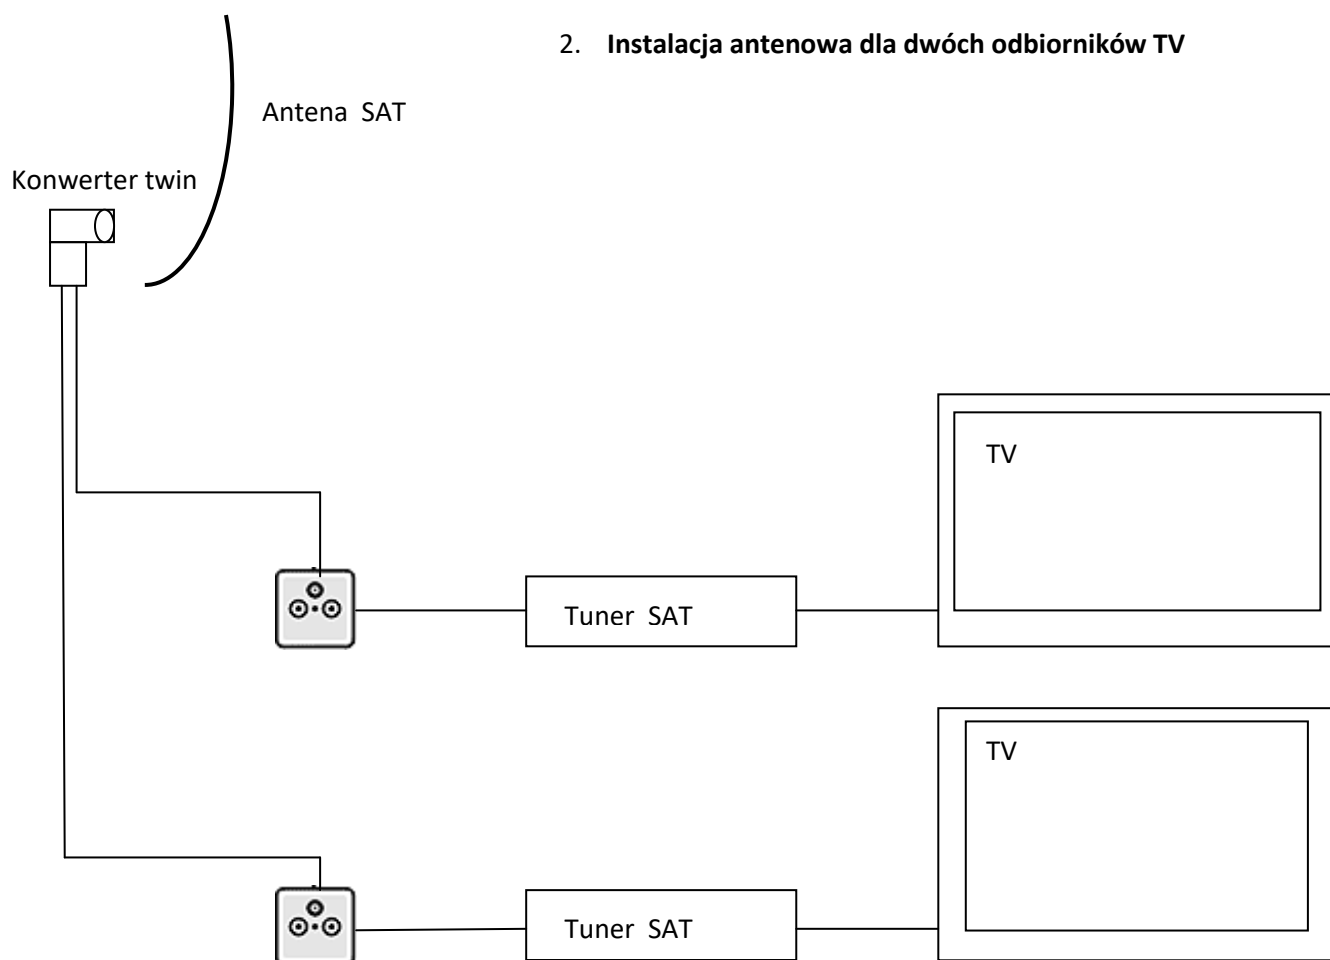 2. Instalacja antenowa dla dwóch odbiorników TV
Antena SAT
Konwerter twin
TV
Tuner SAT
TV
Tuner SAT